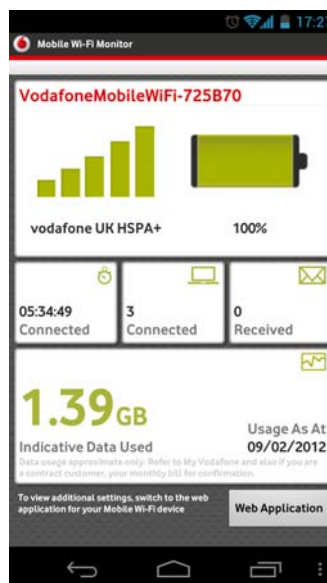 17:27
Mobile Wi-Fi Monitor
VodafoneMobileWiFi-725B70
vodafone UK HSPA+ 100%
05:34:49
Connected
3
Connected
0
Received
1.39GB
Indicative Data Used
Usage As At
09/02/2012
Data usage approximate only. Refer to My Vodafone and also if you are
a contract customer, your monthly bill for confirmation.
To view additional settings, switch to the web
application for your Mobile Wi-Fi device
Web Application